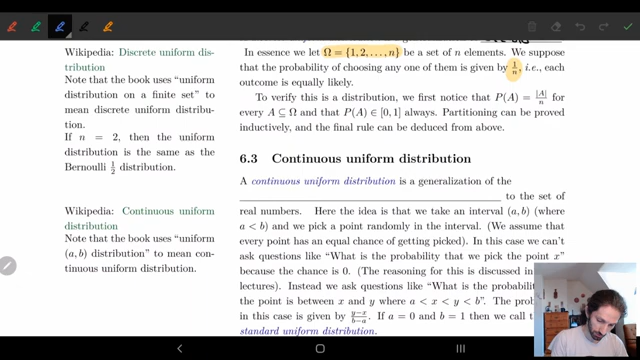 In essence we let Ω = {1, 2, . . . , n} be a set of n elements. We suppose
that the probability of choosing any one of them is given by 1/n, i.e., each
outcome is equally likely.
To verify this is a distribution, we first notice that P(A) = |A|/n for
every A ⊆ Ω and that P(A) ∈ [0, 1] always. Partitioning can be proved
inductively, and the final rule can be deduced from above.
Wikipedia: Discrete uniform dis-
tribution
Note that the book uses “uniform
distribution on a finite set” to
mean discrete uniform distribu-
tion.
If n = 2, then the uniform
distribution is the same as the
Bernoulli 1/2 distribution.
6.3 Continuous uniform distribution
A continuous uniform distribution is a generalization of the
to the set of
real numbers. Here the idea is that we take an interval (a, b) (where
a < b) and we pick a point randomly in the interval. (We assume that
every point has an equal chance of getting picked). In this case we can't
ask questions like “What is the probability that we pick the point x”
because the chance is 0. (The reasoning for this is discussed in
lectures). Instead we ask questions like “What is the
the point is between x and y where a < x < y < b”. The
in this case is given by y−x/b−a. If a = 0 and b = 1 then we call
standard uniform distribution.
Wikipedia: Continuous uniform
distribution
Note that the book uses “uniform
(a, b) distribution” to mean con-
tinuous uniform distribution.